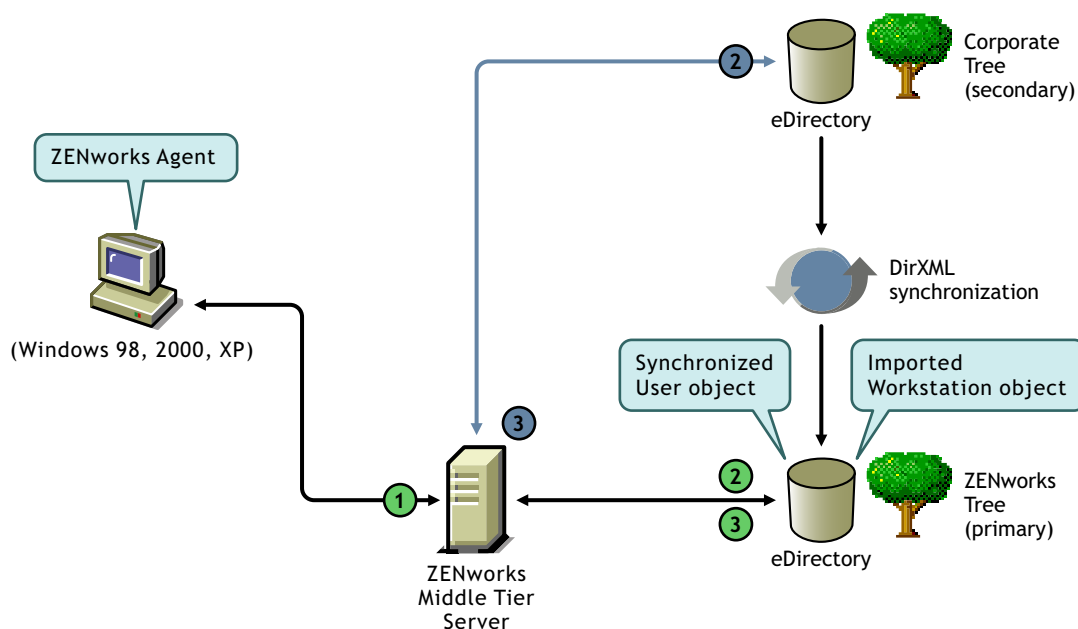 2
Corporate
Tree
(secondary)
eDirectory
ZENworks Agent
(Windows 98, 2000, XP)
DirXML
synchronization
Synchronized
User object
Imported
Workstation object
3
1
2
3
ZENworks
Tree
(primary)
eDirectory
ZENworks
Middle Tier
Server